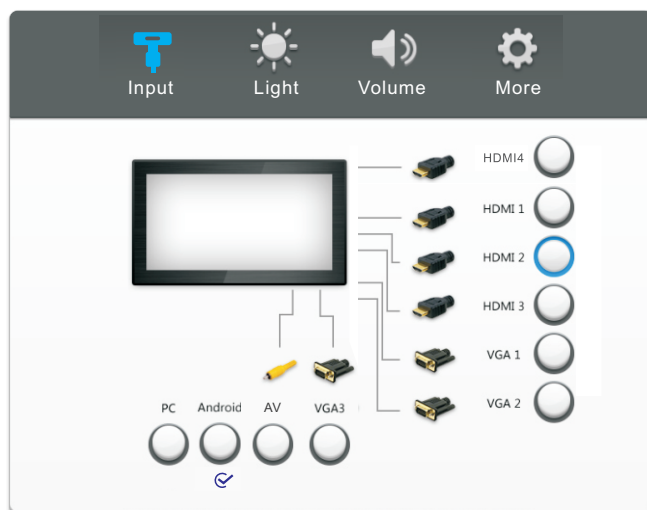 Input Light Volume More
HDMI4
HDMI 1
HDMI 2
HDMI 3
VGA 1
VGA 2
PC Android AV VGA3